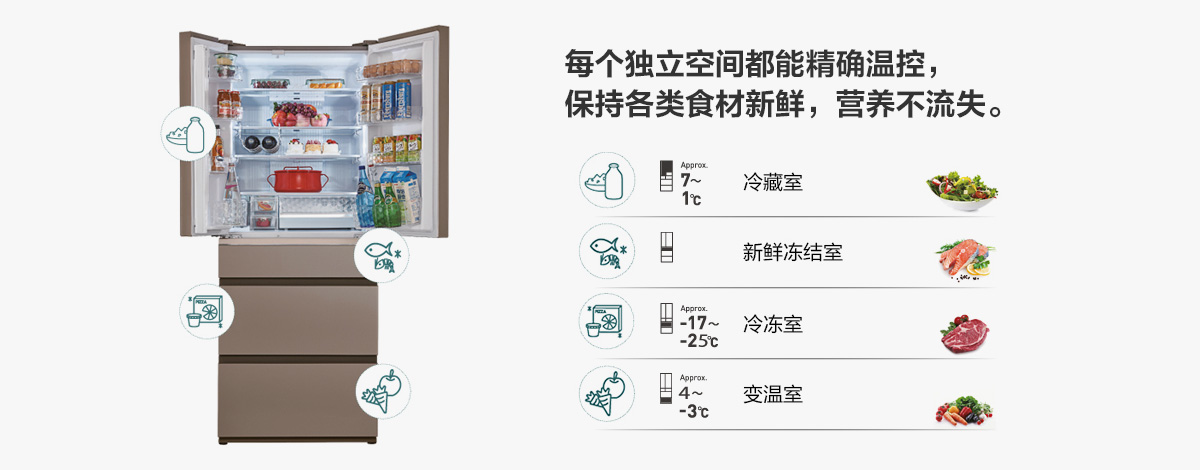 每个独立空间都能精确温控，
保持各类食材新鲜，营养不流失。
Approx.
7～
1℃
冷藏室
新鲜冻结室
PIZZA
Approx.
-17～
-25℃
冷冻室
Approx.
4～
-3℃
变温室
PIZZA